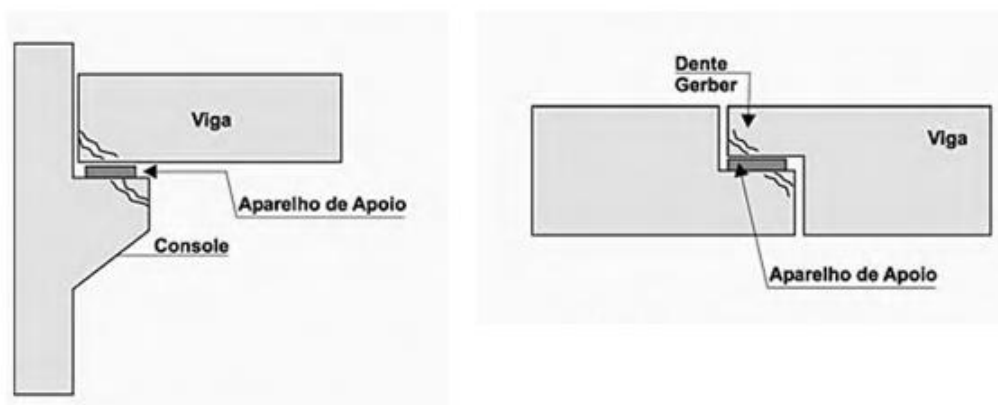 Viga
Aparelho de Apoio
Console
Dente
Gerber
Viga
Aparelho de Apoio